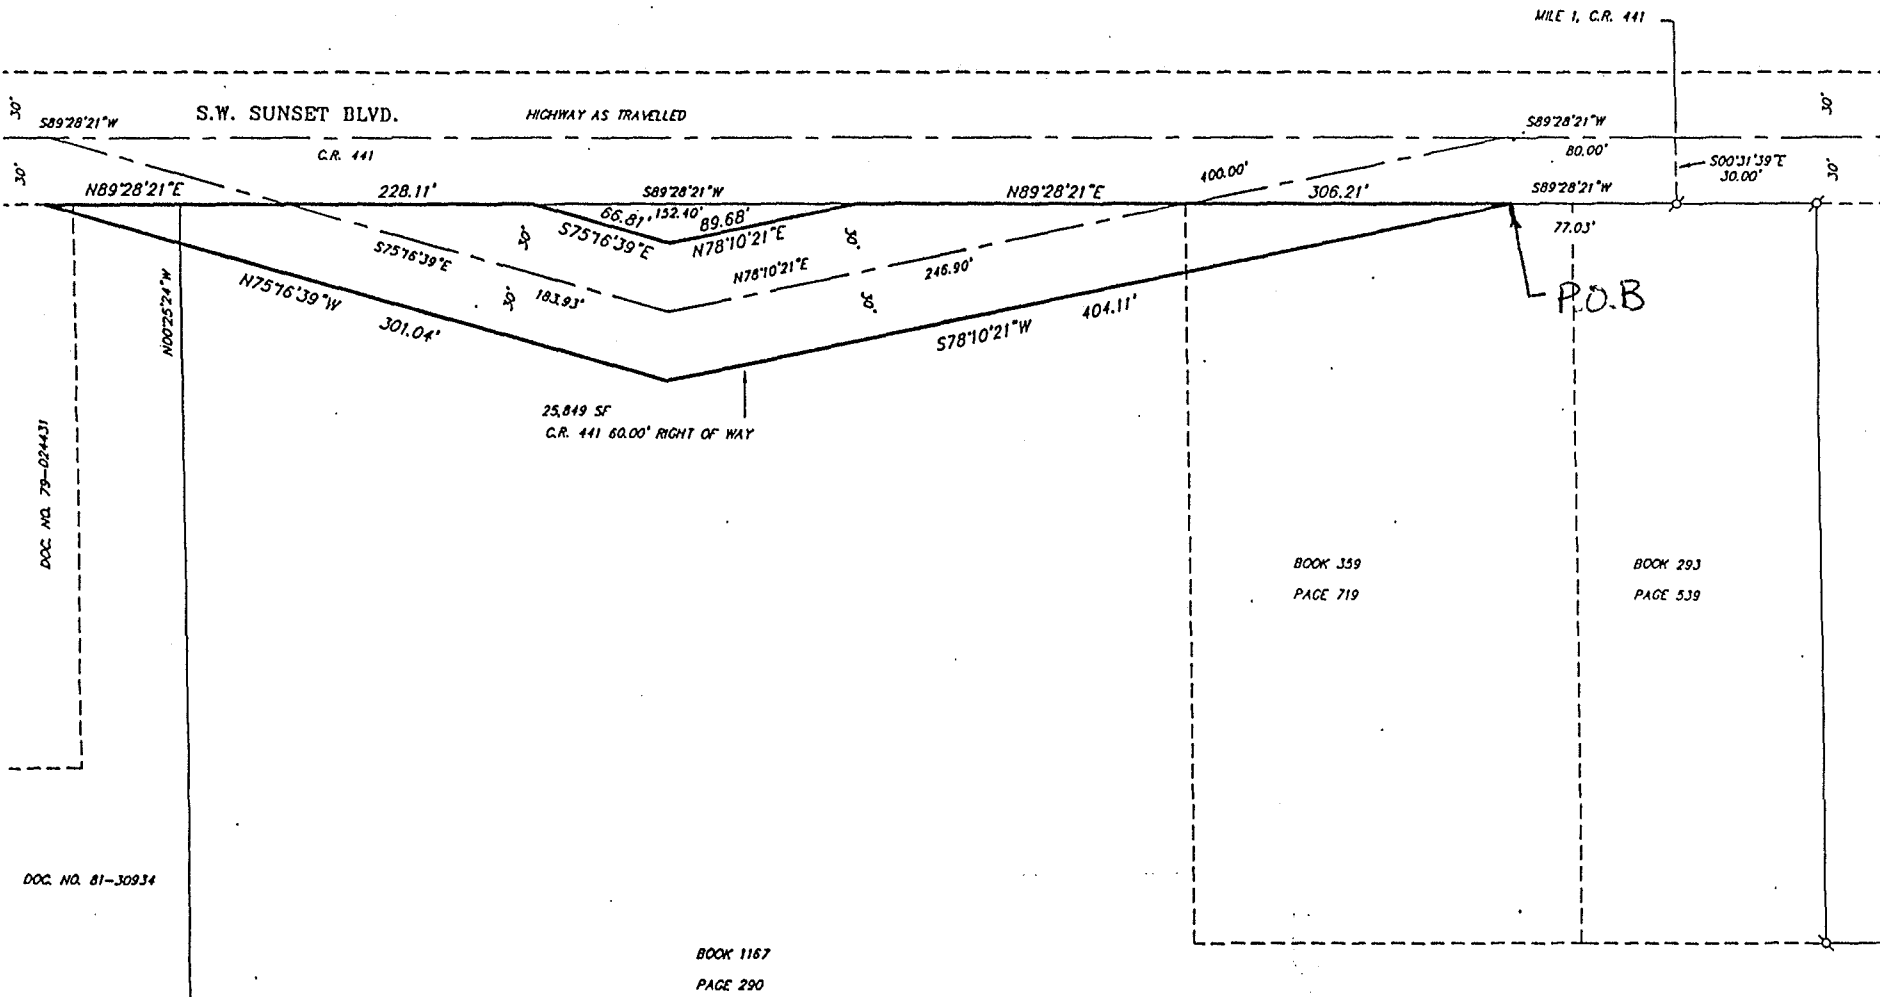 MILE 1, C.R. 441
30'
S.W. SUNSET BLVD.
HIGHWAY AS TRAVELLED
30'
S89°28'21"W
S89°28'21"W
C.R. 441
80.00'
S00°31'39"E
30.00'
30'
30'
N89°28'21"E
228.11'
S89°28'21"W
N89°28'21"E
400.00'
306.21'
S89°28'21"W
66.81'
152.40'
89.68'
77.03'
S75°16'39"E
N78°10'21"E
30'
30'
S75°16'39"E
N78°10'21"E
246.90'
N75°16'39"W
183.93'
30'
30'
P.O.B
N00°25'24"W
301.04'
S78°10'21"W
404.11'
25,849 SF
C.R. 441 60.00' RIGHT OF WAY
DOC. NO. 79-024431
BOOK 359
PAGE 719
BOOK 293
PAGE 539
DOC. NO. 81-30934
BOOK 1167
PAGE 290